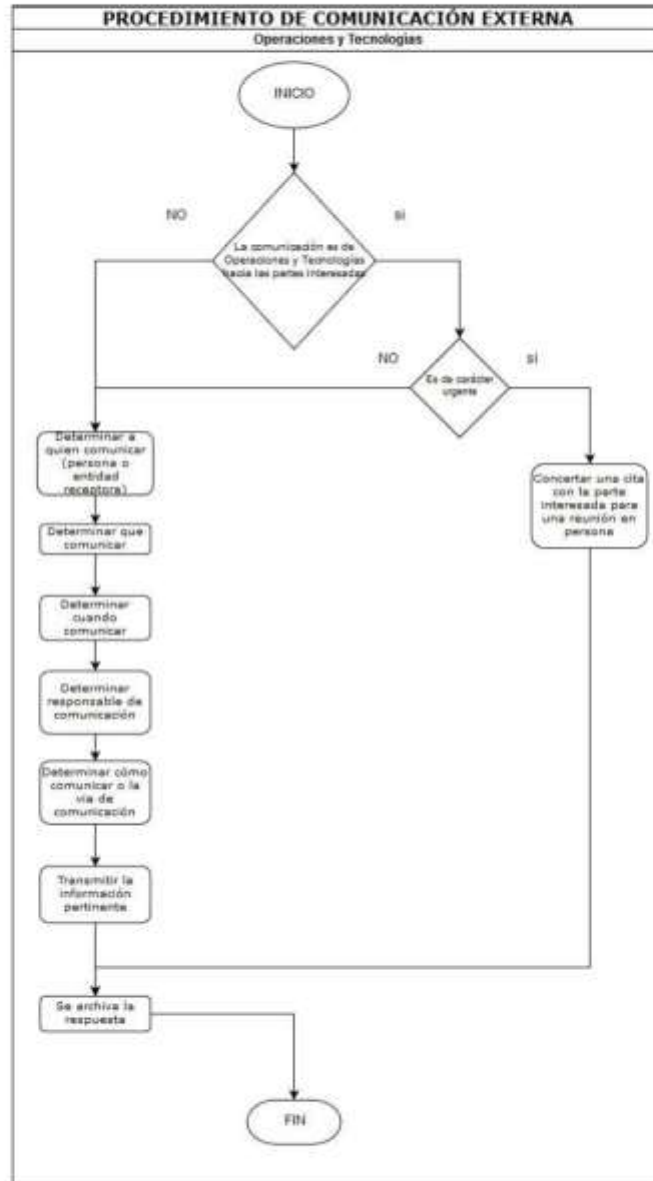 PROCEDIMIENTO DE COMUNICACIÓN EXTERNA
Operaciones y Tecnologías
INICIO
NO
si
La comunicación es de
Operaciones y Tecnologías
hacia las partes interesadas
NO
sí
Es de carácter
urgente
Determinar a
quien comunicar
(persona o
entidad
receptora)
Concertar una cita
con la parte
interesada para
una reunión en
persona
Determinar que
comunicar
Determinar
cuando
comunicar
Determinar
responsable de
comunicación
Determinar cómo
comunicar o la
vía de
comunicación
Transmitir la
información
pertinente
Se archiva la
respuesta
FIN